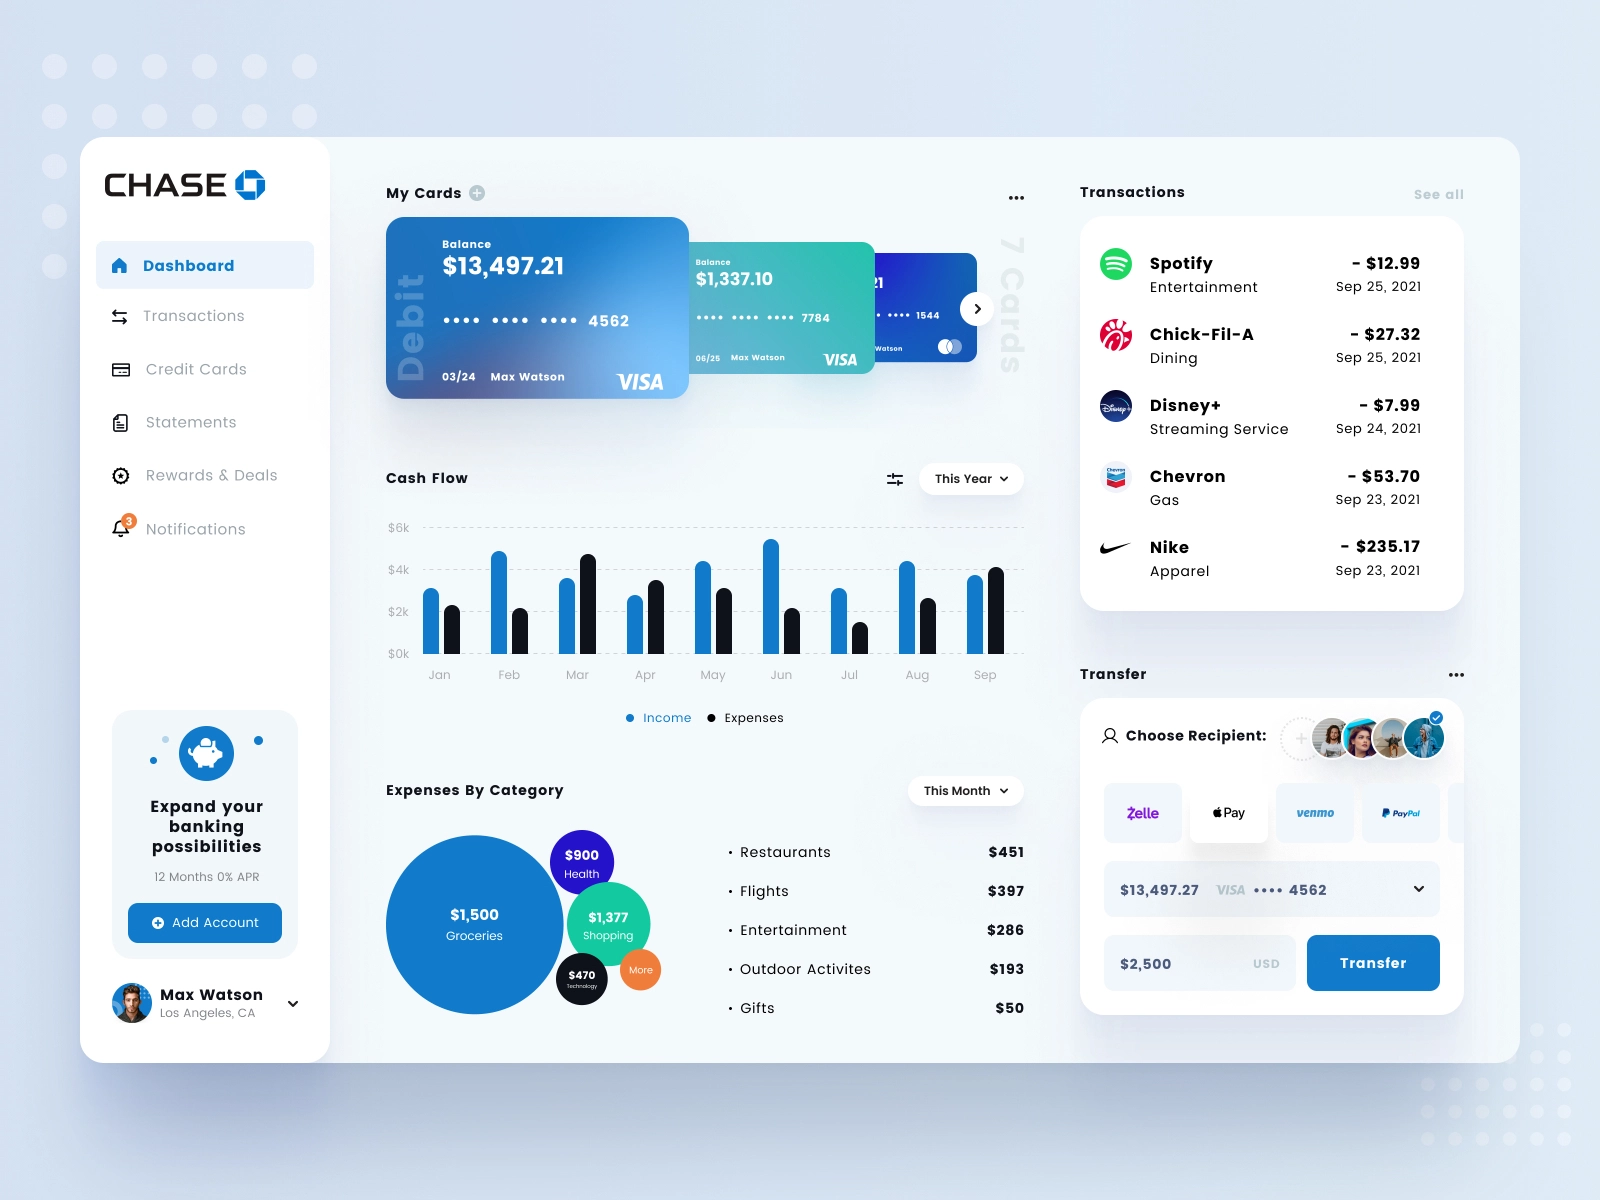 CHASE
Dashboard
Transactions
Credit Cards
Statements
Rewards & Deals
3
Notifications
Expand your
banking
possibilities
12 Months 0% APR
Add Account
Max Watson
Los Angeles, CA
My Cards
Debit
Balance
$13,497.21
•••• •••• •••• 4562
03/24 Max Watson
VISA
Balance
$1,337.10
•••• •••• •••• 7784
06/25 Max Watson
VISA
21
• •••• 1544
Watson
7 Cards
Cash Flow
This Year
$6k
$4k
$2k
$0k
Jan Feb Mar Apr May Jun Jul Aug Sep
Income Expenses
Expenses By Category
This Month
$1,500
Groceries
$900
Health
$1,377
Shopping
$470
Technology
More
• Restaurants $451
• Flights $397
• Entertainment $286
• Outdoor Activites $193
• Gifts $50
Transactions
See all
Spotify - $12.99
Entertainment Sep 25, 2021
Chick-Fil-A - $27.32
Dining Sep 25, 2021
Disney+
Disney+ - $7.99
Streaming Service Sep 24, 2021
Chevron
Chevron - $53.70
Gas Sep 23, 2021
Nike - $235.17
Apparel Sep 23, 2021
Transfer
Choose Recipient:
Zelle
Pay
venmo
PayPal
$13,497.27 VISA •••• 4562
$2,500 USD
Transfer